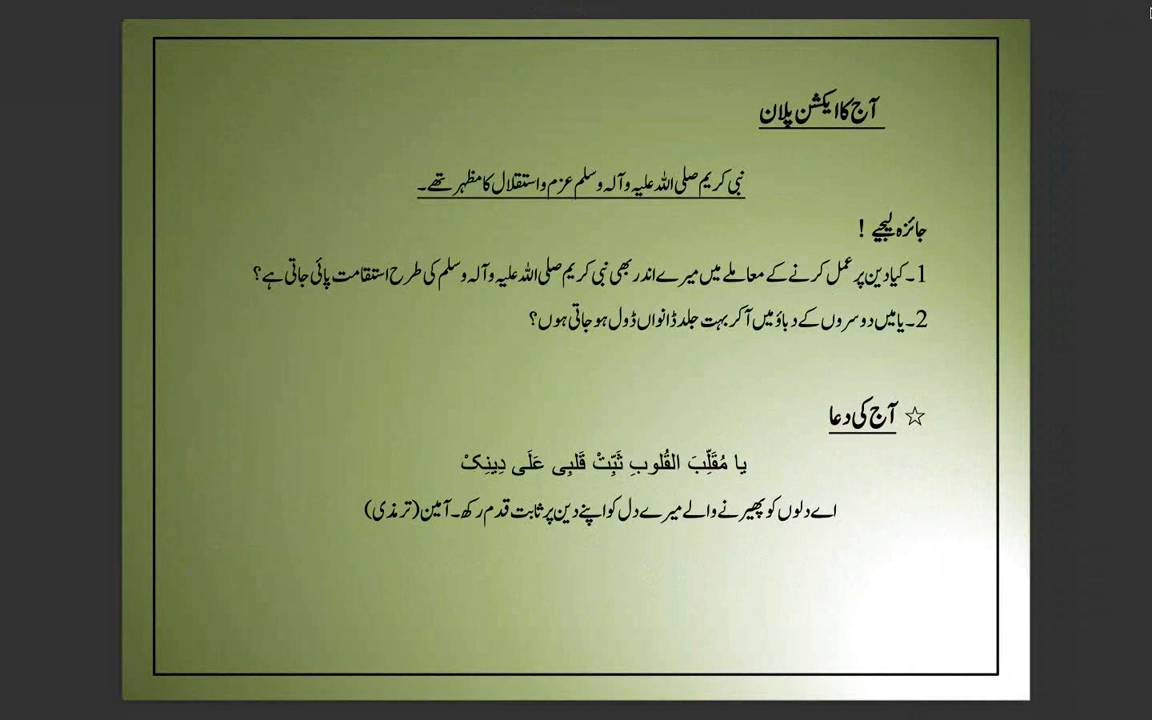 آج کا ایکشن پلان
نبی کریم صلی اللہ علیہ وآلہ وسلم عزم واستقلال کا مظہر تھے۔
جائزہ لیجیے !
1۔ کیا دین پر عمل کرنے کے معاملے میں میرے اندر بھی نبی کریم صلی اللہ علیہ وآلہ وسلم کی طرح استقامت پائی جاتی ہے؟
2۔ یا میں دوسروں کے دباؤ میں آ کر بہت جلد ڈانواں ڈول ہو جاتی ہوں؟
☆ آج کی دعا
یا مُقَلِّبَ القُلوبِ ثَبِّتْ قَلبِی عَلَی دِینِکْ
اے دلوں کو پھیرنے والے میرے دل کو اپنے دین پر ثابت قدم رکھ۔ آمین (ترمذی)